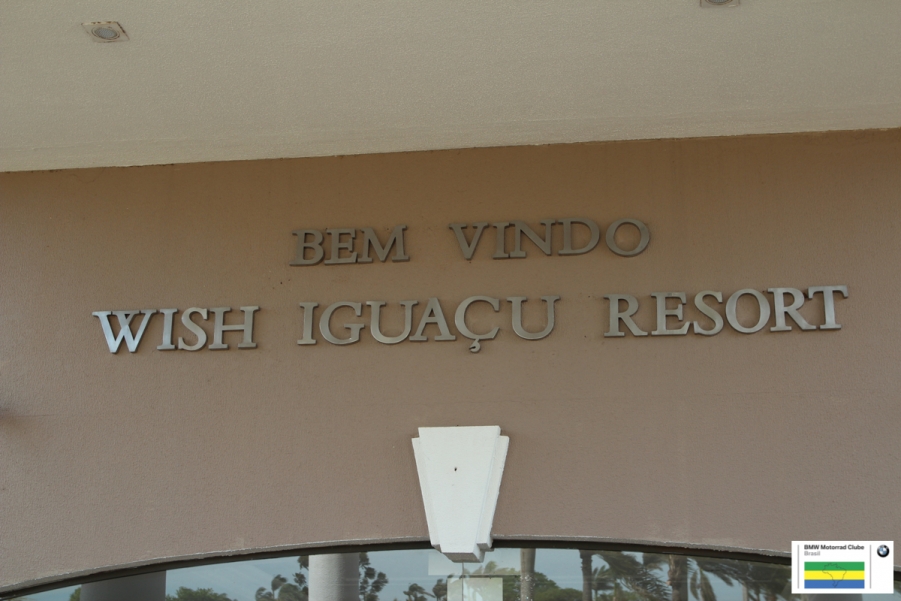 BEM VINDO
WISH IGUAÇU RESORT
BMW Motorrad Clube
Brasil